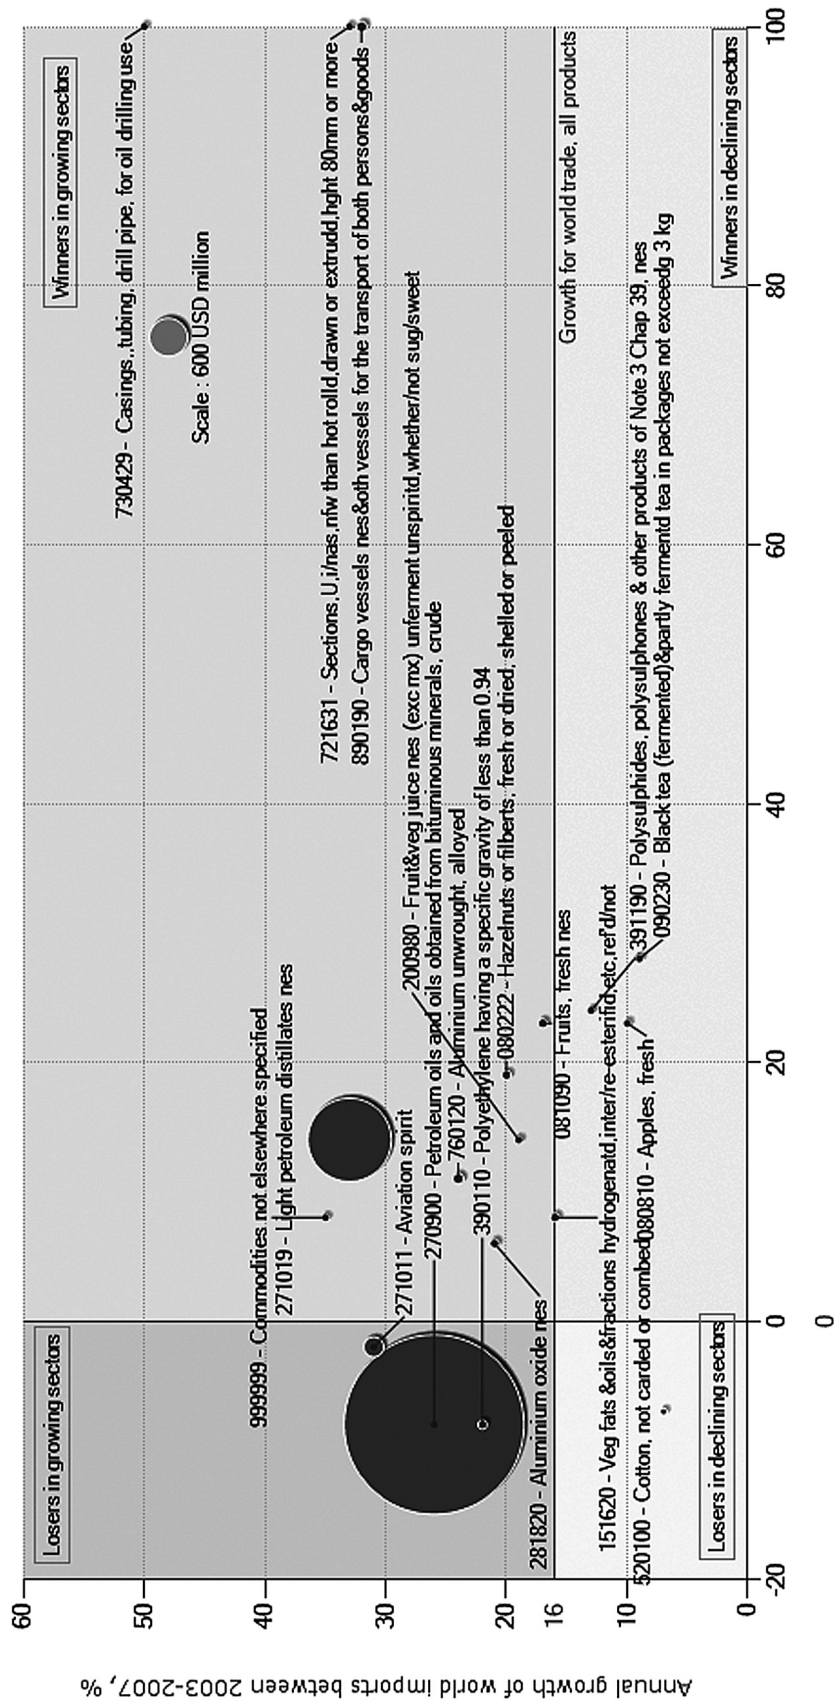 Annual growth of world imports between 2003-2007, %
60
50
40
30
20
16
10
0
Losers in growing sectors
Winners in growing sectors
730429 - Casings,,tubing, drill pipe, for oil drilling use
Scale : 600 USD million
999999 - Commodities not elsewhere specified
271019 - Light petroleum distillates nes
721631 - Sections,U,i/nas,nfw than hot rolld,drawn or extrudd,hght 80mm or more
890190 - Cargo vessels nes&oth vessels for the transport of both persons&goods
271011 - Aviation spirit
200980 - Fruit&veg juice nes (exc mx) unferment unspiritd,whether/not sug/sweet
270900 - Petroleum oils and oils obtained from bituminous minerals, crude
760120 - Aluminium unwrought, alloyed
390110 - Polyethylene having a specific gravity of less than 0.94
080222 - Hazelnuts or filberts, fresh or dried, shelled or peeled
281820 - Aluminium oxide nes
081090 - Fruits, fresh nes
Growth for world trade, all products
151620 - Veg fats &oils&fractions hydrogenatd,inter/re-esterifid,etc,ref'd/not
520100 - Cotton, not carded or combed
080810 - Apples, fresh
391190 - Polysulphides, polysulphones & other products of Note 3 Chap 39, nes
090230 - Black tea (fermented)&partly fermentd tea in packages not exceedg 3 kg
Losers in declining sectors
Winners in declining sectors
-20
0
20
40
60
80
100
0